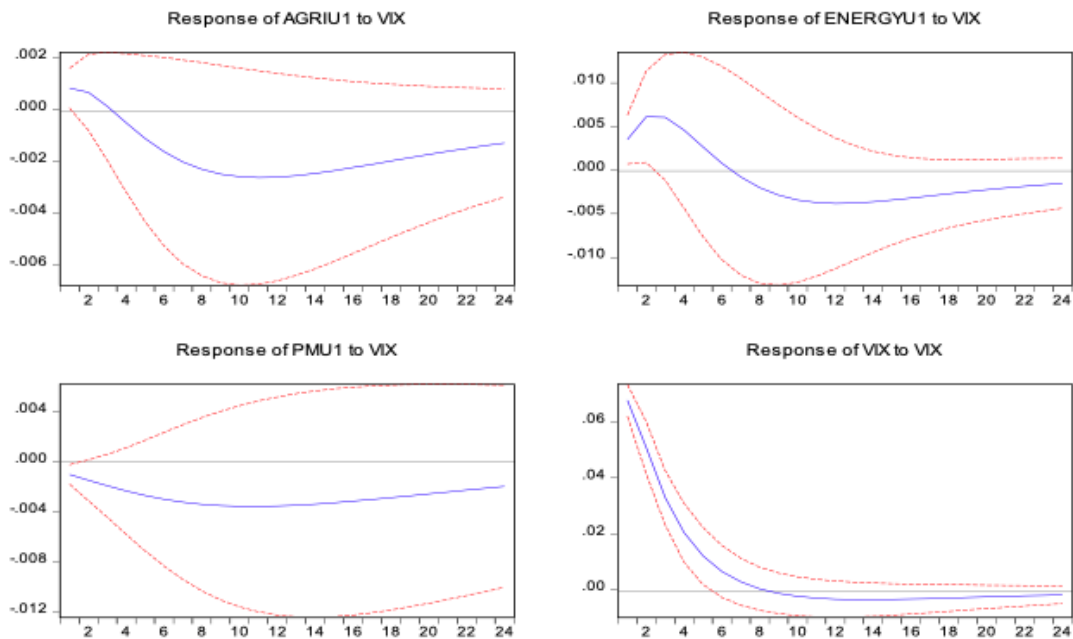 Response of AGRIU1 to VIX
.002
.000
-.002
-.004
-.006
2 4 6 8 10 12 14 16 18 20 22 24
Response of ENERGYU1 to VIX
.010
.005
.000
-.005
-.010
2 4 6 8 10 12 14 16 18 20 22 24
Response of PMU1 to VIX
.004
.000
-.004
-.008
-.012
2 4 6 8 10 12 14 16 18 20 22 24
Response of VIX to VIX
.06
.04
.02
.00
2 4 6 8 10 12 14 16 18 20 22 24